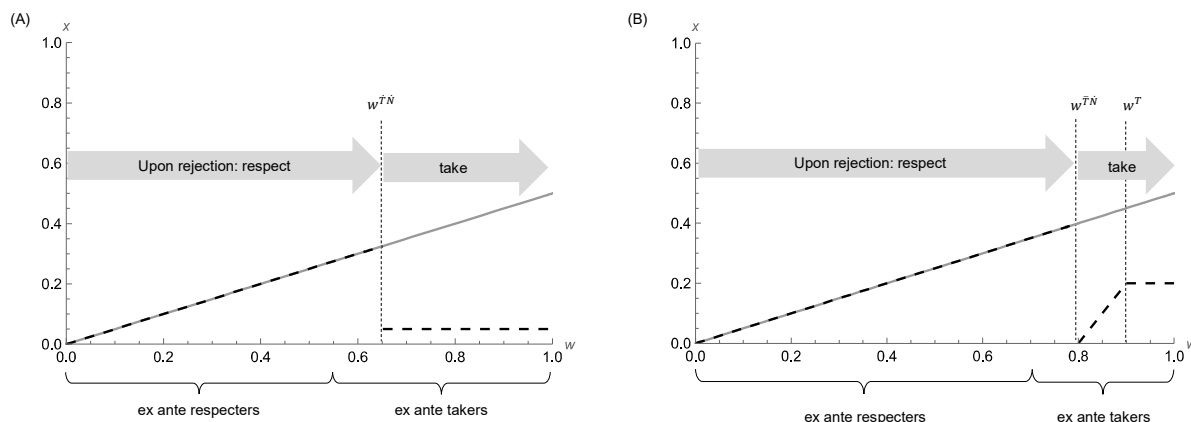 (A)
x
1.0
0.8
0.6
0.4
0.2
0.0
w^{ṪṄ}
Upon rejection: respect
take
0.0 0.2 0.4 0.6 0.8 1.0 w
ex ante respecters
ex ante takers
(B)
x
1.0
0.8
0.6
0.4
0.2
0.0
w^{T̈Ṅ}
w^T
Upon rejection: respect
take
0.0 0.2 0.4 0.6 0.8 1.0 w
ex ante respecters
ex ante takers